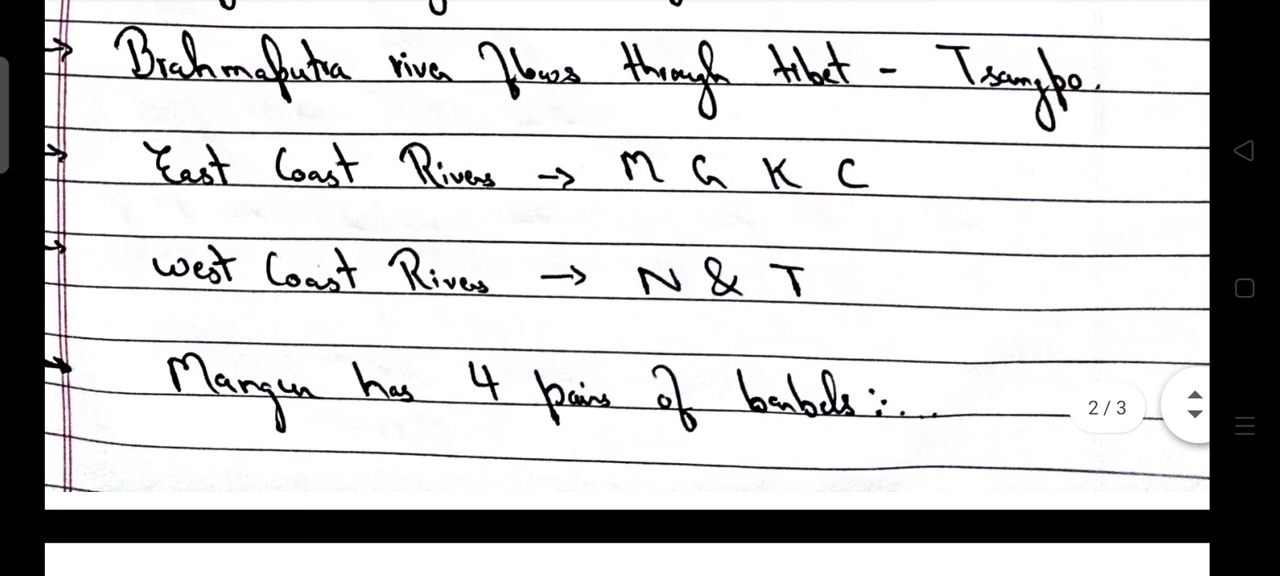 → Brahmaputra river flows through tibet - Tsangpo.
→ East Coast Rivers → M G K C
→ West Coast Rivers → N & T
→ Mangur has 4 pairs of barbels :....
2 / 3